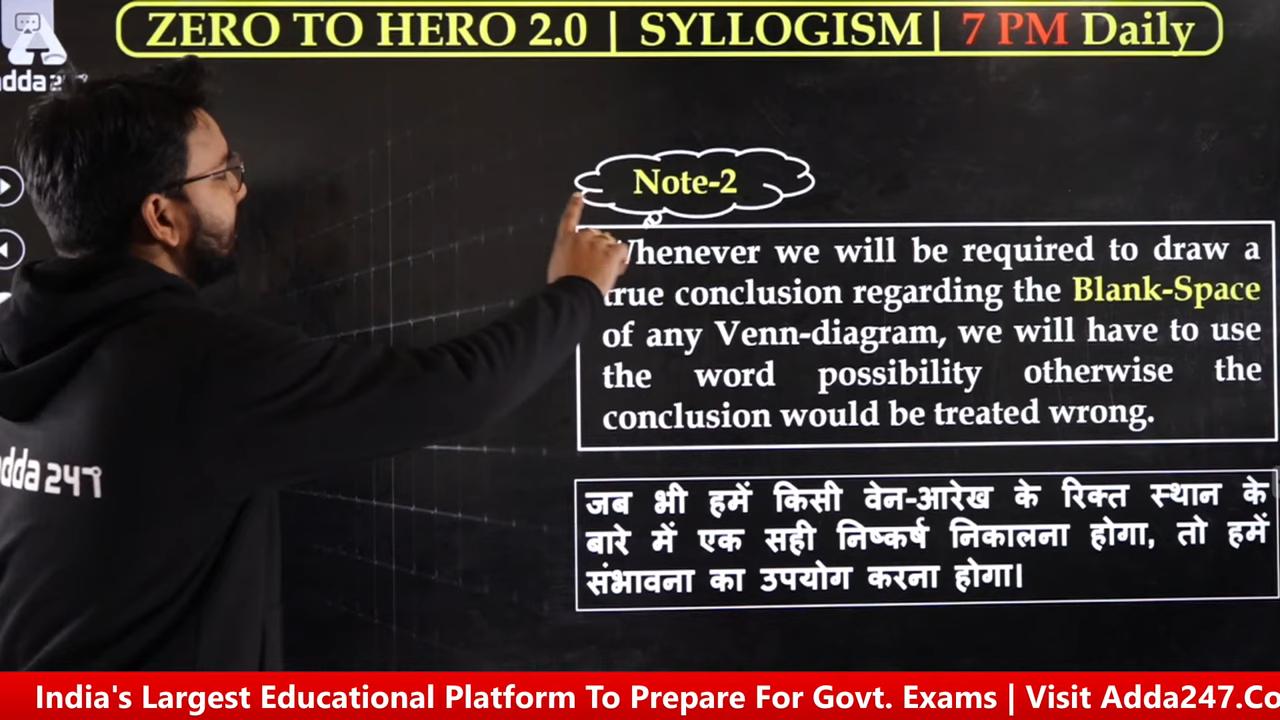 ZERO TO HERO 2.0 | SYLLOGISM | 7 PM Daily
adda2
Note-2
Whenever we will be required to draw a
true conclusion regarding the Blank-Space
of any Venn-diagram, we will have to use
the word possibility otherwise the
conclusion would be treated wrong.
adda 247
जब भी हमें किसी वेन-आरेख के रिक्त स्थान के
बारे में एक सही निष्कर्ष निकालना होगा, तो हमें
संभावना का उपयोग करना होगा।
India's Largest Educational Platform To Prepare For Govt. Exams | Visit Adda247.Co